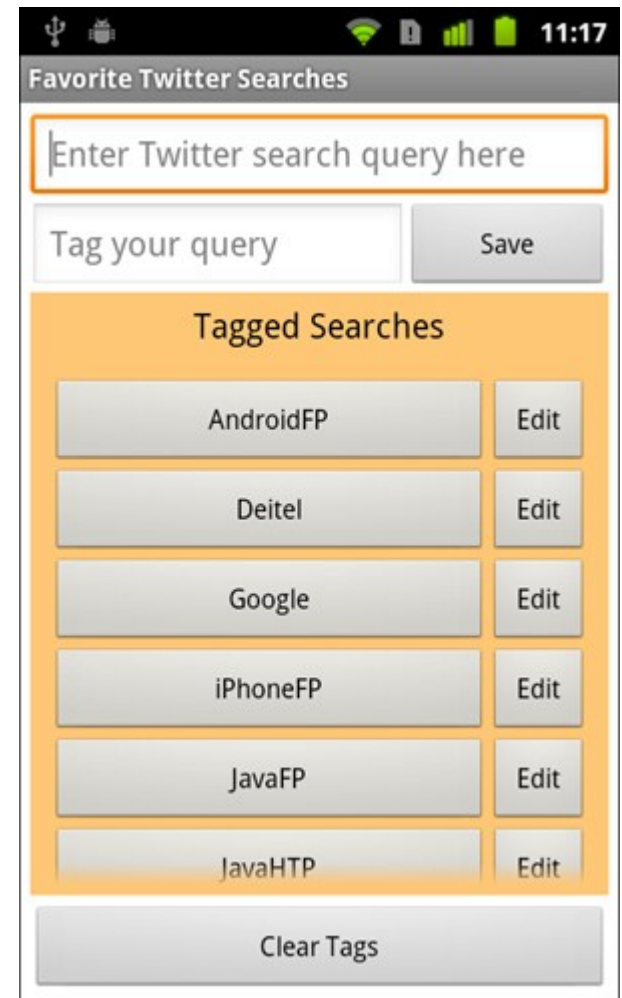 11:17
Favorite Twitter Searches
Enter Twitter search query here
Tag your query Save
Tagged Searches
AndroidFP Edit
Deitel Edit
Google Edit
iPhoneFP Edit
JavaFP Edit
JavaHTP Edit
Clear Tags